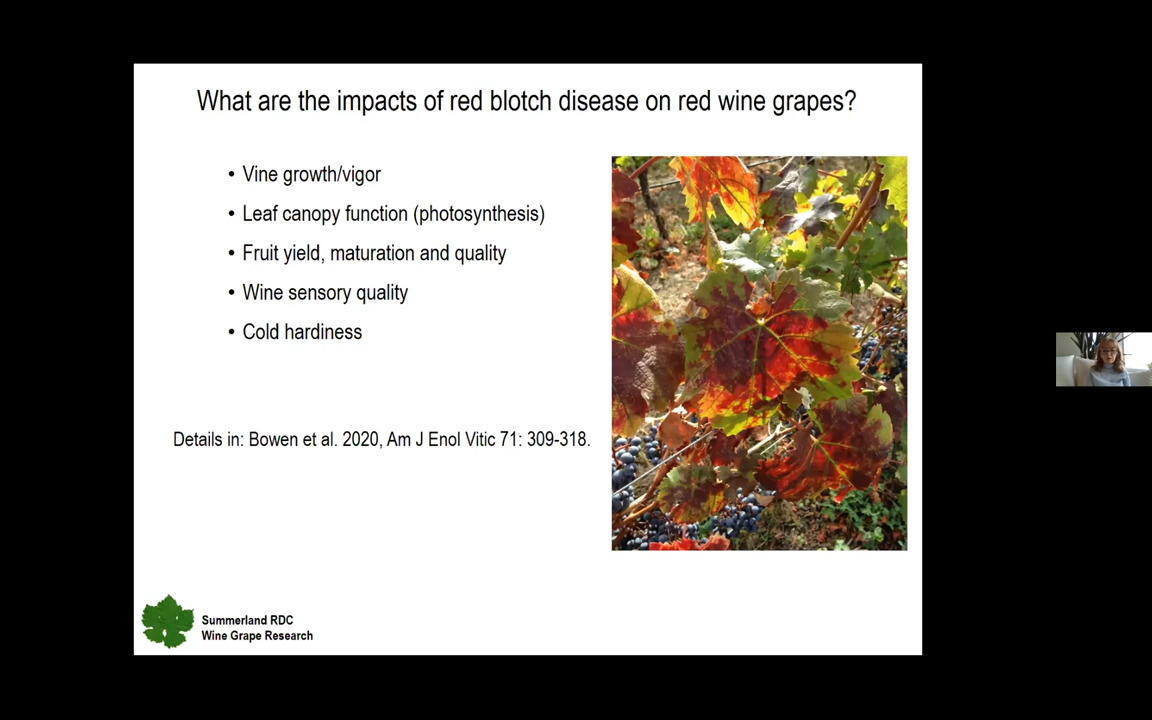 What are the impacts of red blotch disease on red wine grapes?
• Vine growth/vigor
• Leaf canopy function (photosynthesis)
• Fruit yield, maturation and quality
• Wine sensory quality
• Cold hardiness
Details in: Bowen et al. 2020, Am J Enol Vitic 71: 309-318.
Summerland RDC
Wine Grape Research